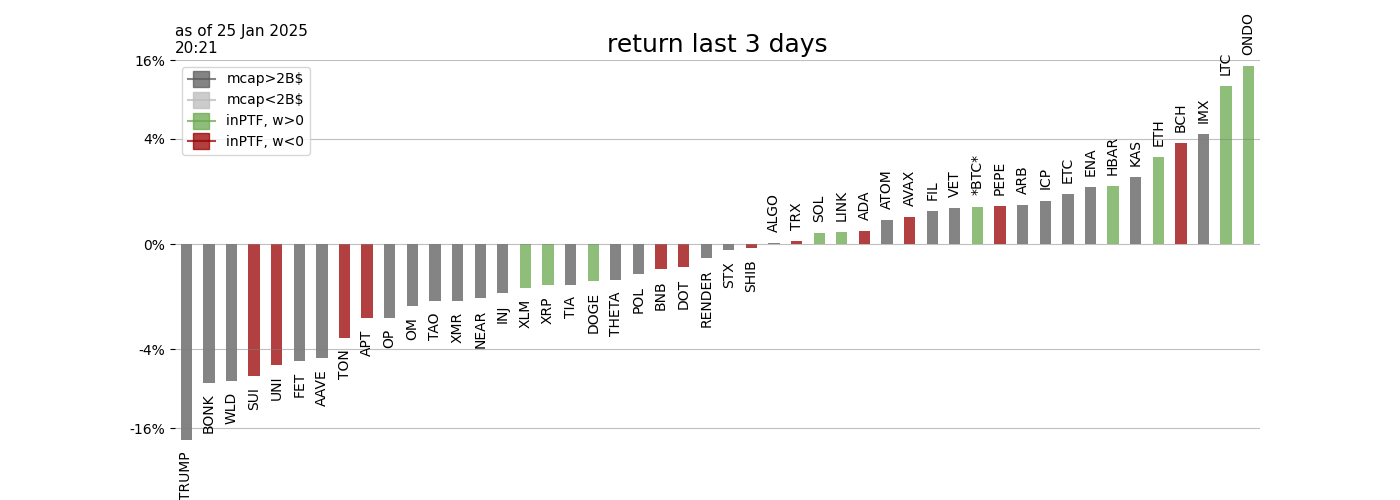 as of 25 Jan 2025
20:21
return last 3 days
16%
4%
0%
-4%
-16%
mcap>2B$
mcap<2B$
inPTF, w>0
inPTF, w<0
TRUMP
BONK
WLD
SUI
UNI
FET
AAVE
TON
APT
OP
OM
TAO
XMR
NEAR
INJ
XLM
XRP
TIA
DOGE
THETA
POL
BNB
DOT
RENDER
STX
SHIB
ALGO
TRX
SOL
LINK
ADA
ATOM
AVAX
FIL
VET
*BTC*
PEPE
ARB
ICP
ETC
ENA
HBAR
KAS
ETH
BCH
IMX
LTC
ONDO